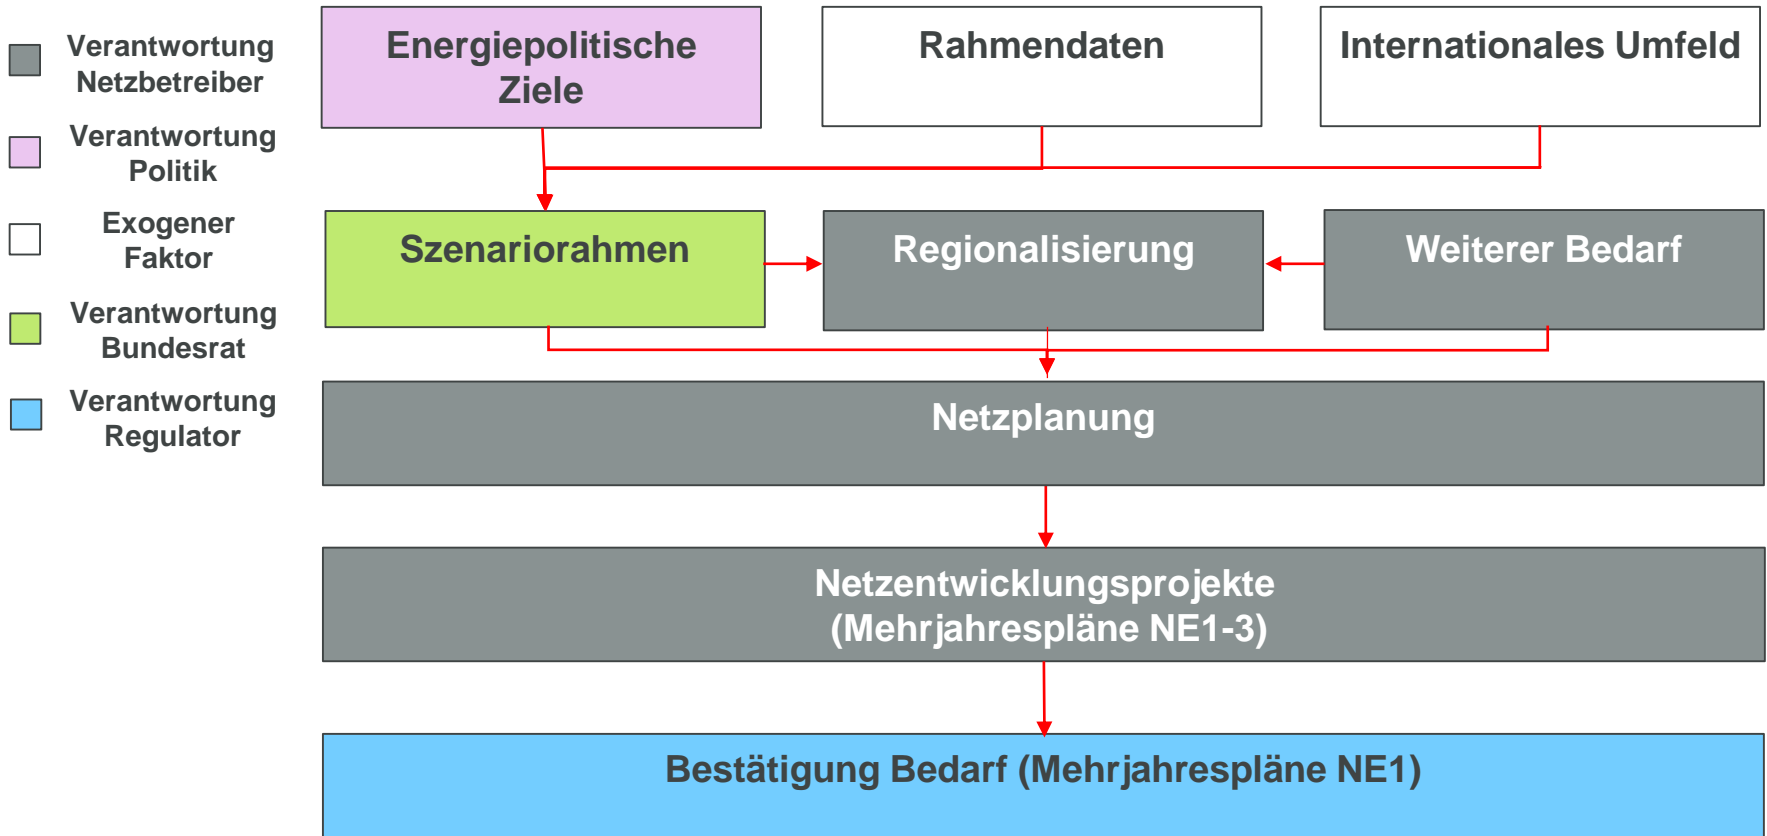 Verantwortung
Netzbetreiber
Verantwortung
Politik
Exogener
Faktor
Verantwortung
Bundesrat
Verantwortung
Regulator
Energiepolitische
Ziele
Rahmendaten
Internationales Umfeld
Szenariorahmen
Regionalisierung
Weiterer Bedarf
Netzplanung
Netzentwicklungsprojekte
(Mehrjahrespläne NE1-3)
Bestätigung Bedarf (Mehrjahrespläne NE1)